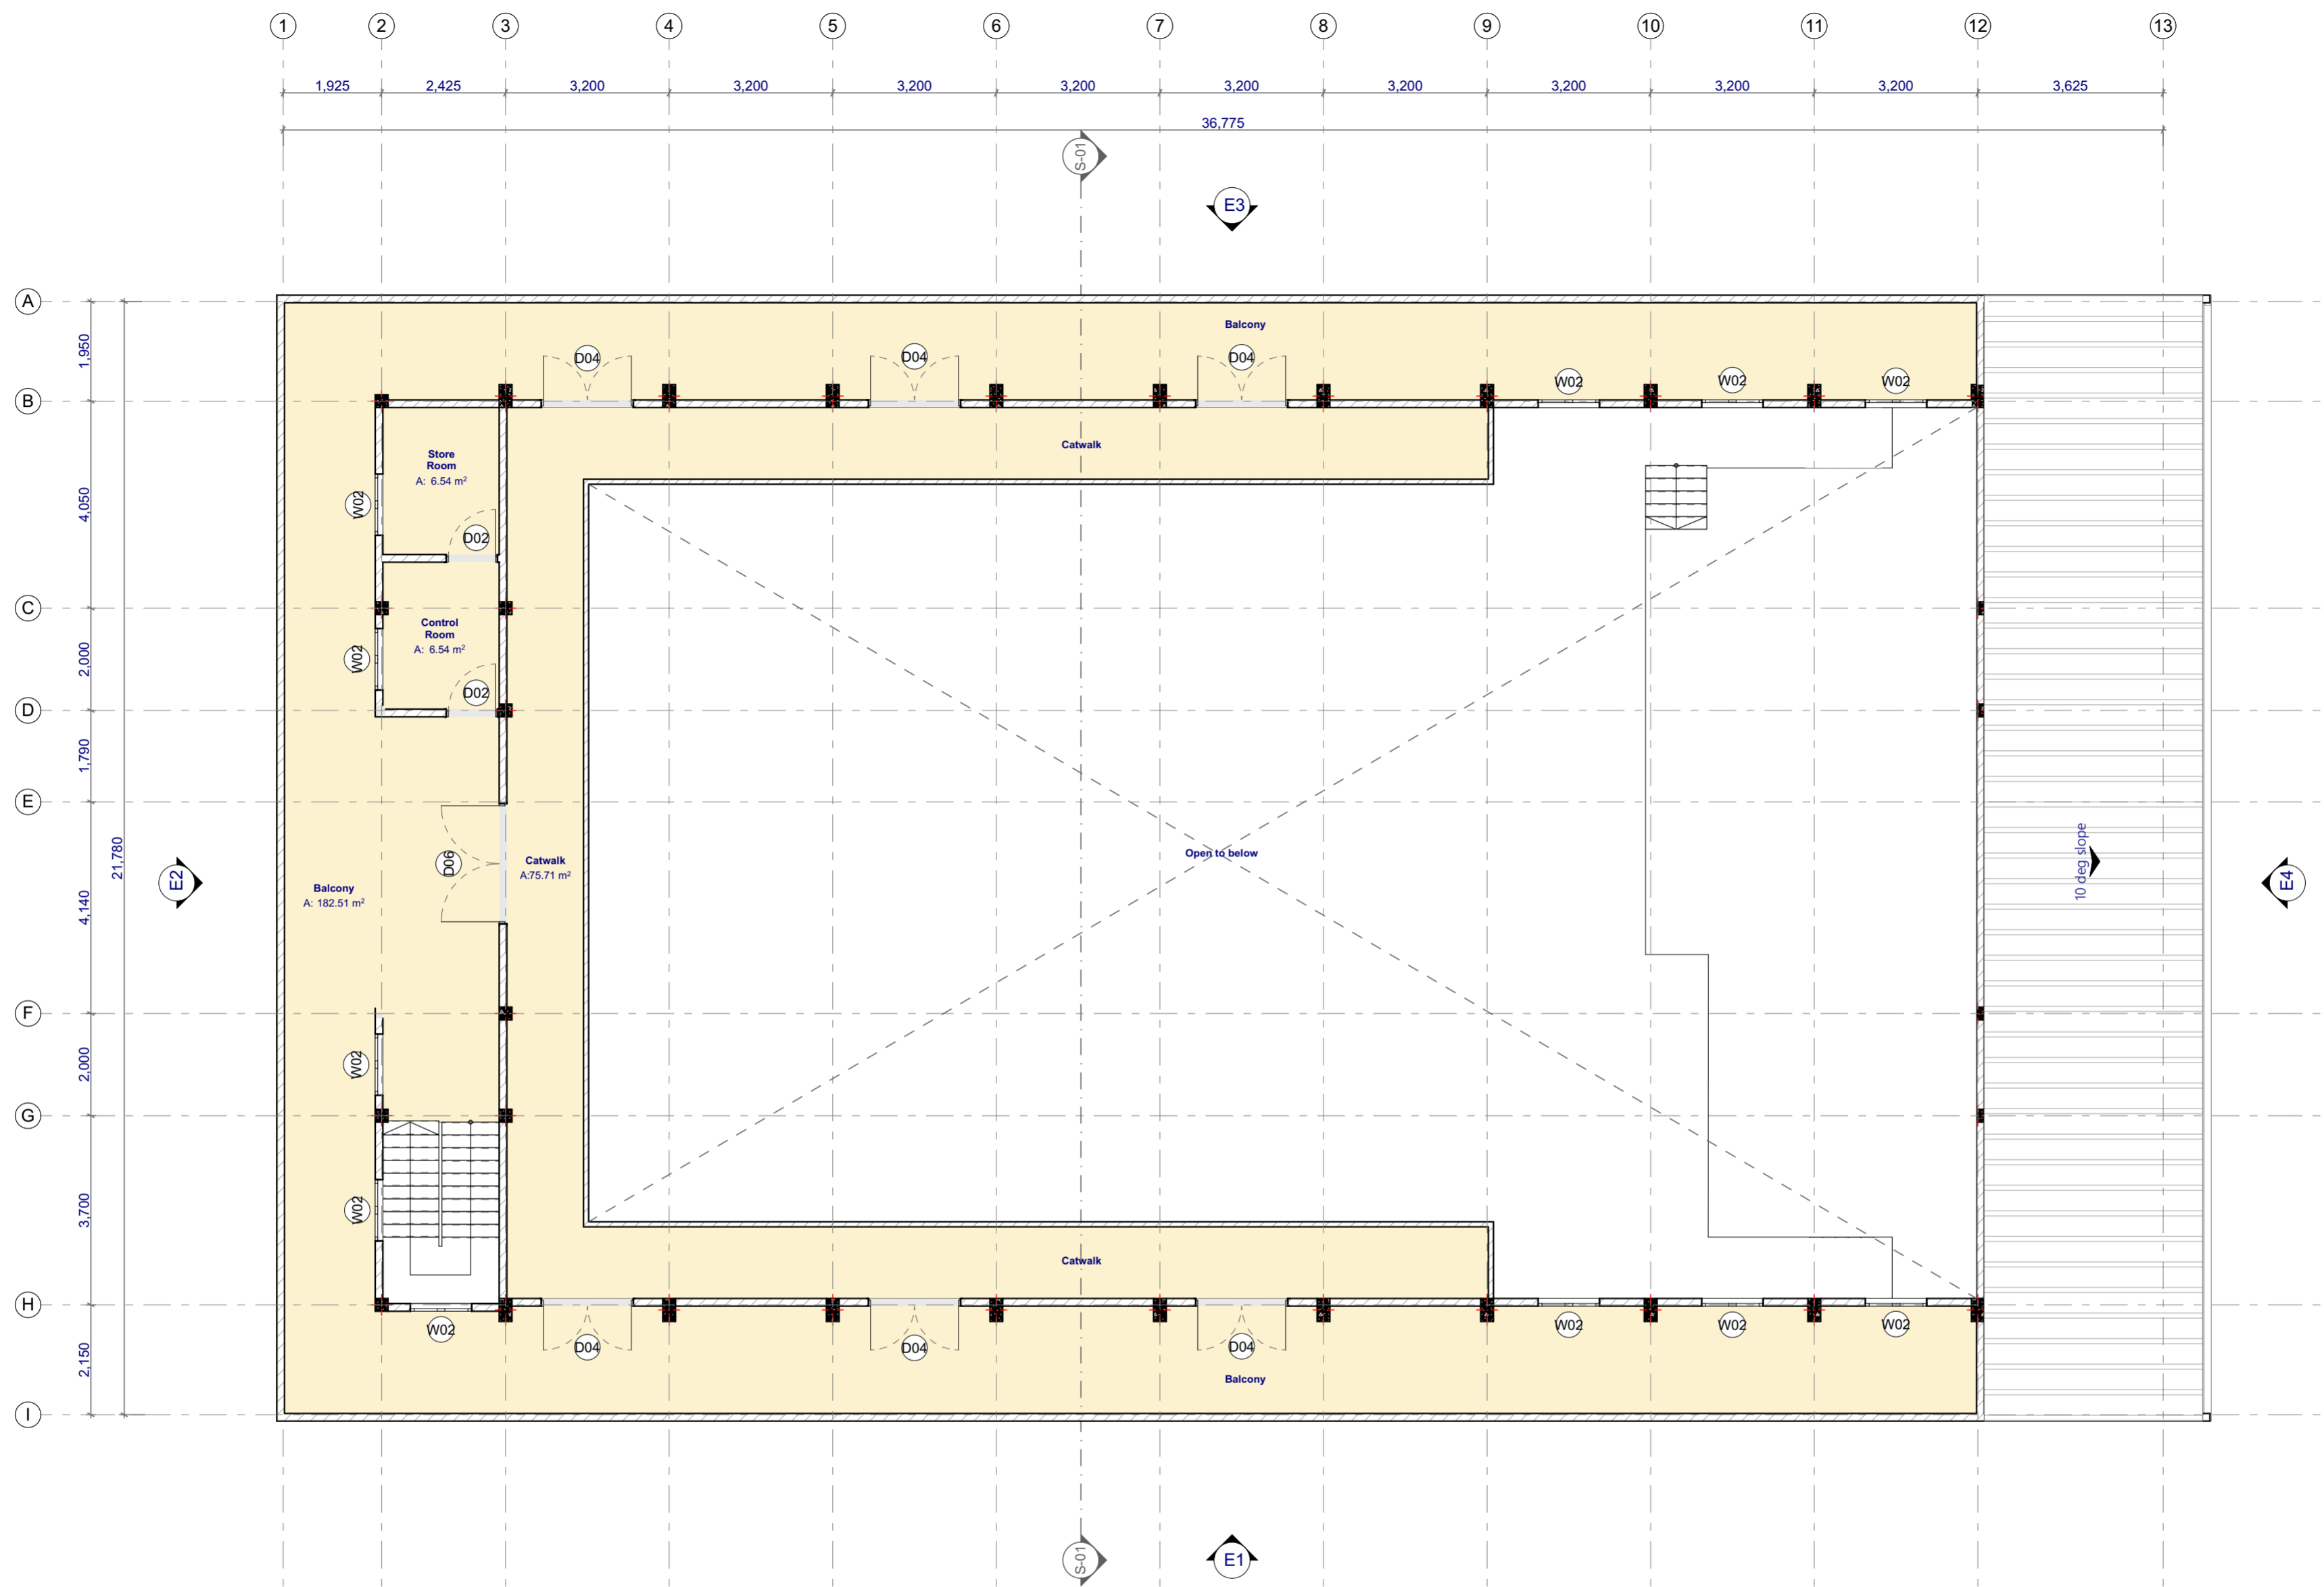 1 2 3 4 5 6 7 8 9 10 11 12 13
1,925 2,425 3,200 3,200 3,200 3,200 3,200 3,200 3,200 3,200 3,200 3,625
36,775
S-01
E3
A
Balcony
1,950
D04 D04 D04
W02 W02 W02
B
Catwalk
Store
Room
A: 6.54 m²
W02
4,050
D02
C
Control
Room
A: 6.54 m²
W02
2,000
D02
D
1,790
E
21,780
10 deg slope
Open to below
D06
Catwalk
A:75.71 m²
E2
E4
Balcony
A: 182.51 m²
4,140
F
W02
2,000
G
W02
3,700
Catwalk
H
W02
D04 D04 D04
W02 W02 W02
2,150
Balcony
I
S-01
E1